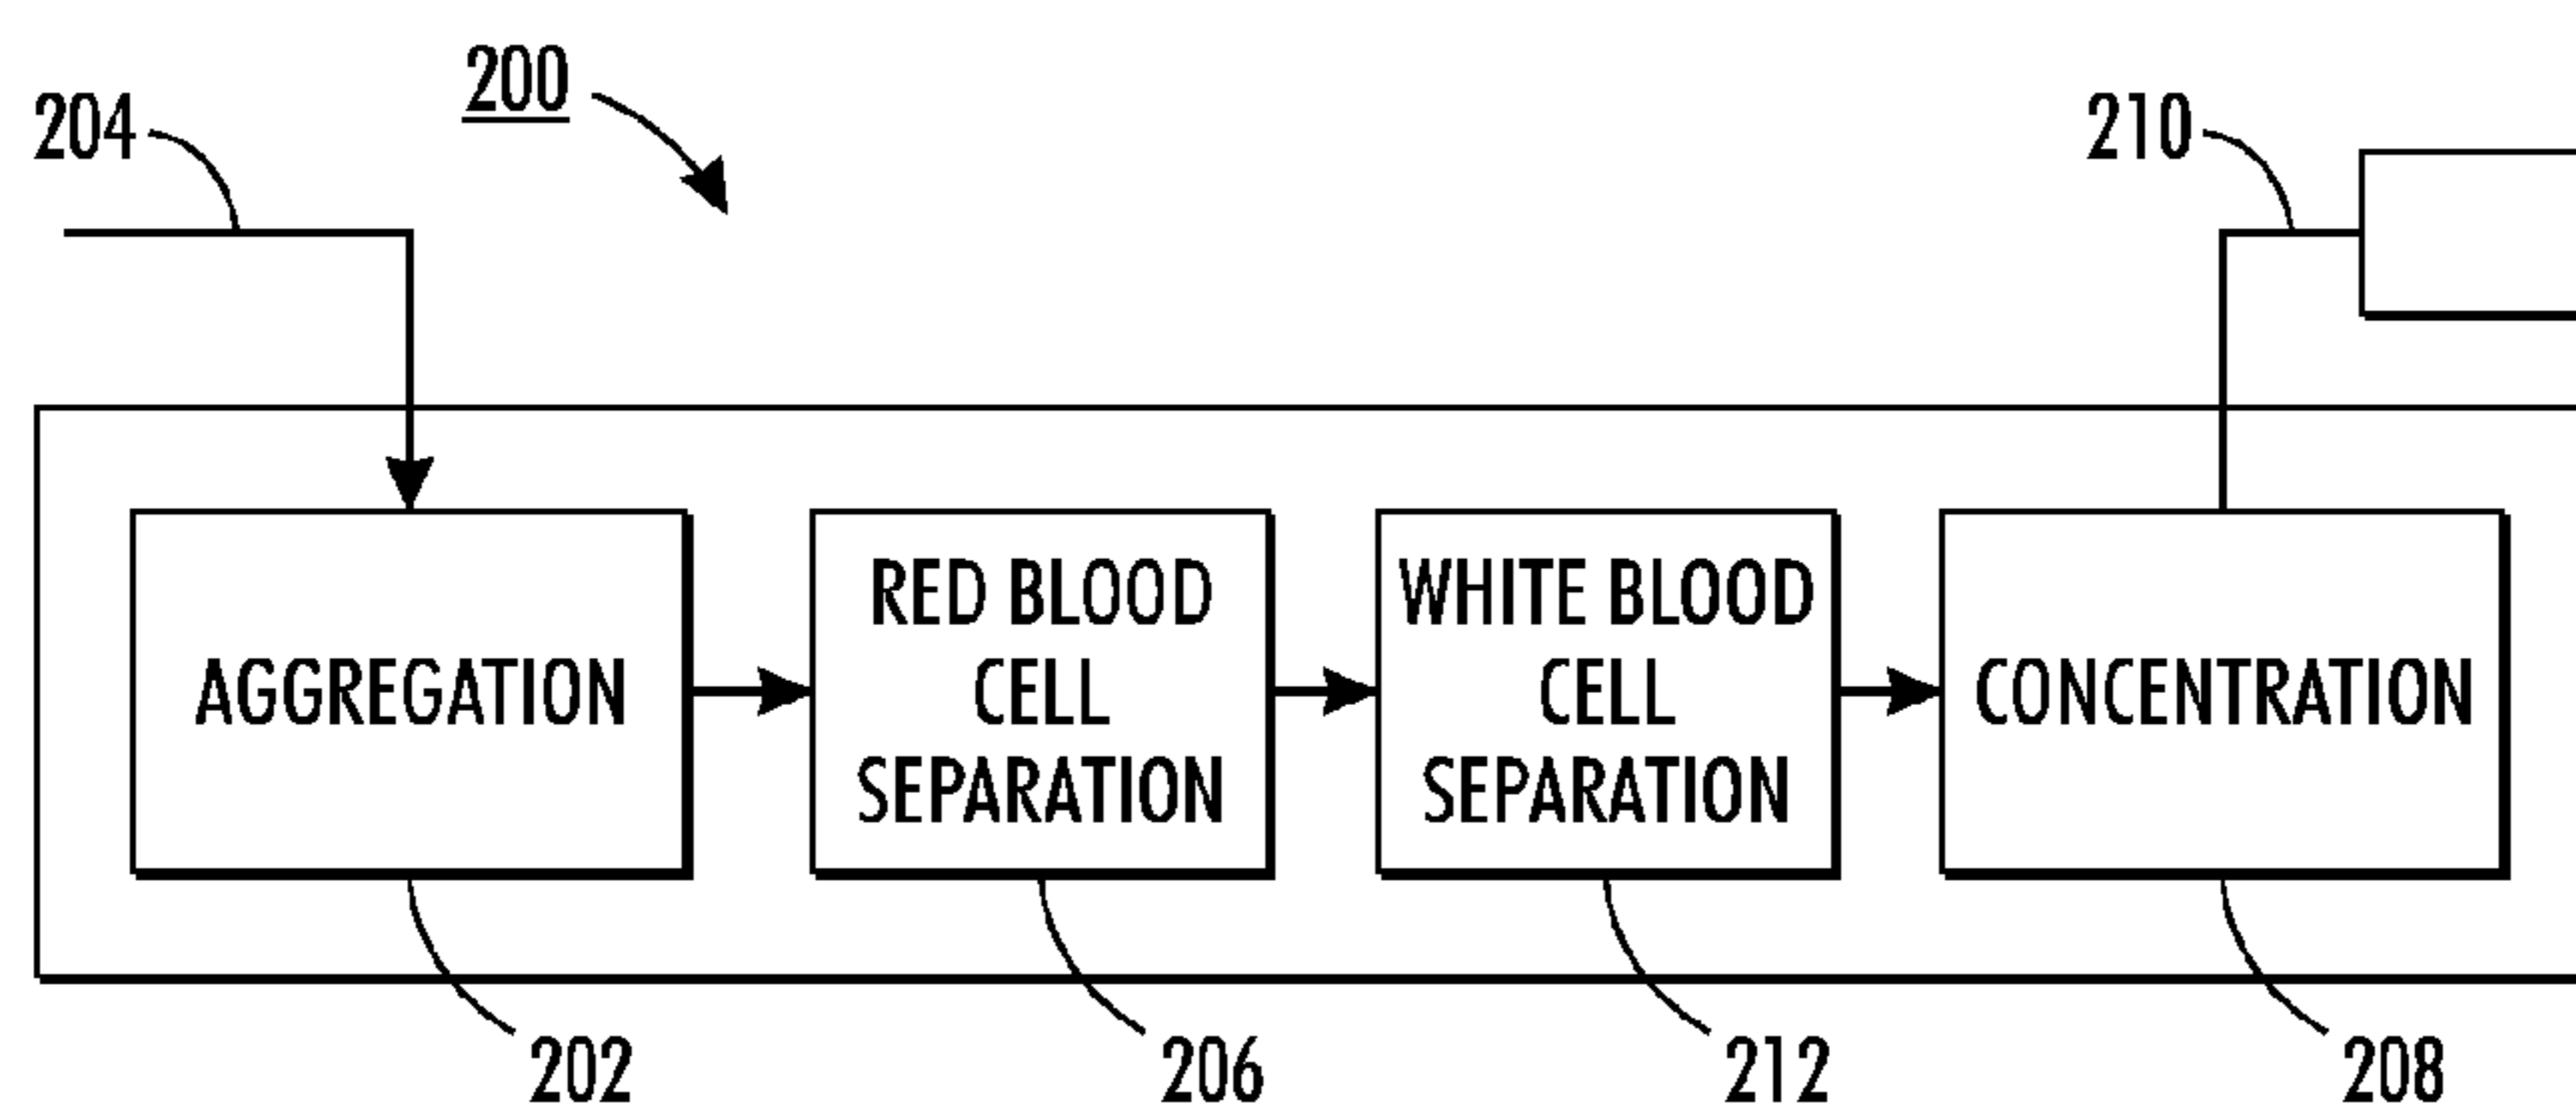 200
204
210
AGGREGATION
RED BLOOD
CELL
SEPARATION
WHITE BLOOD
CELL
SEPARATION
CONCENTRATION
202
206
212
208